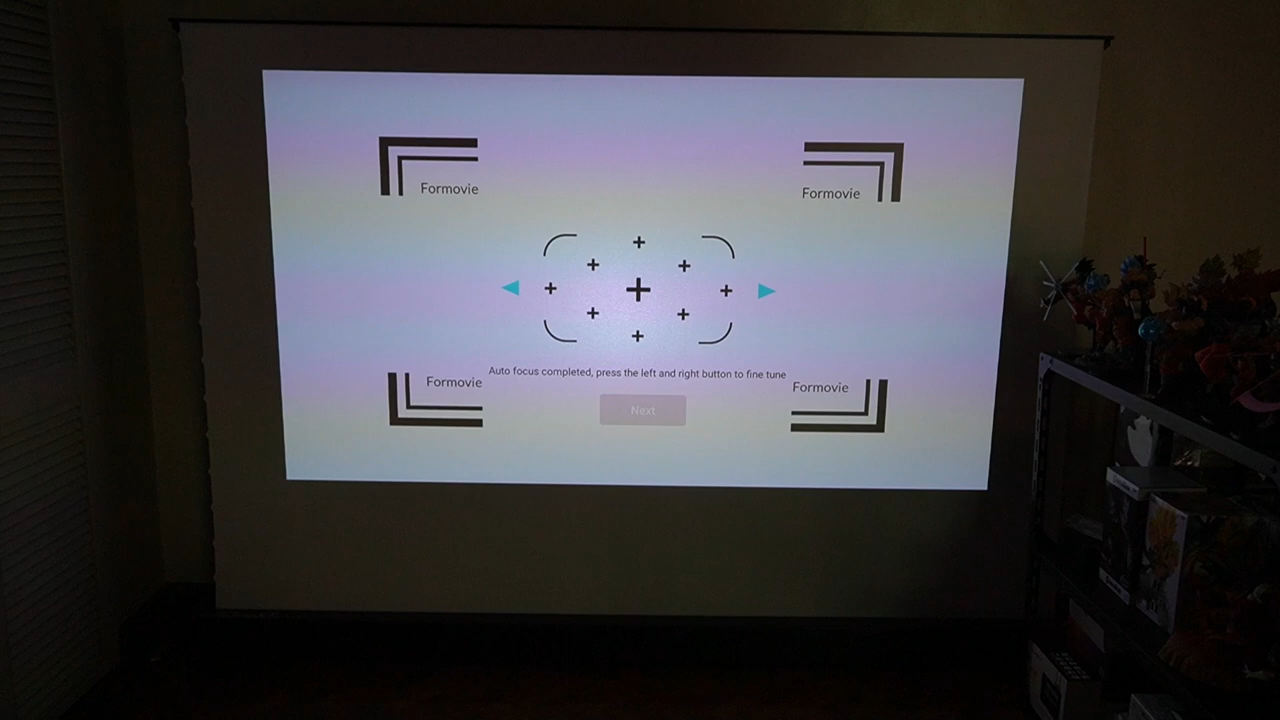 Formovie
Formovie
Formovie
Auto focus completed, press the left and right button to fine tune
Formovie
Next